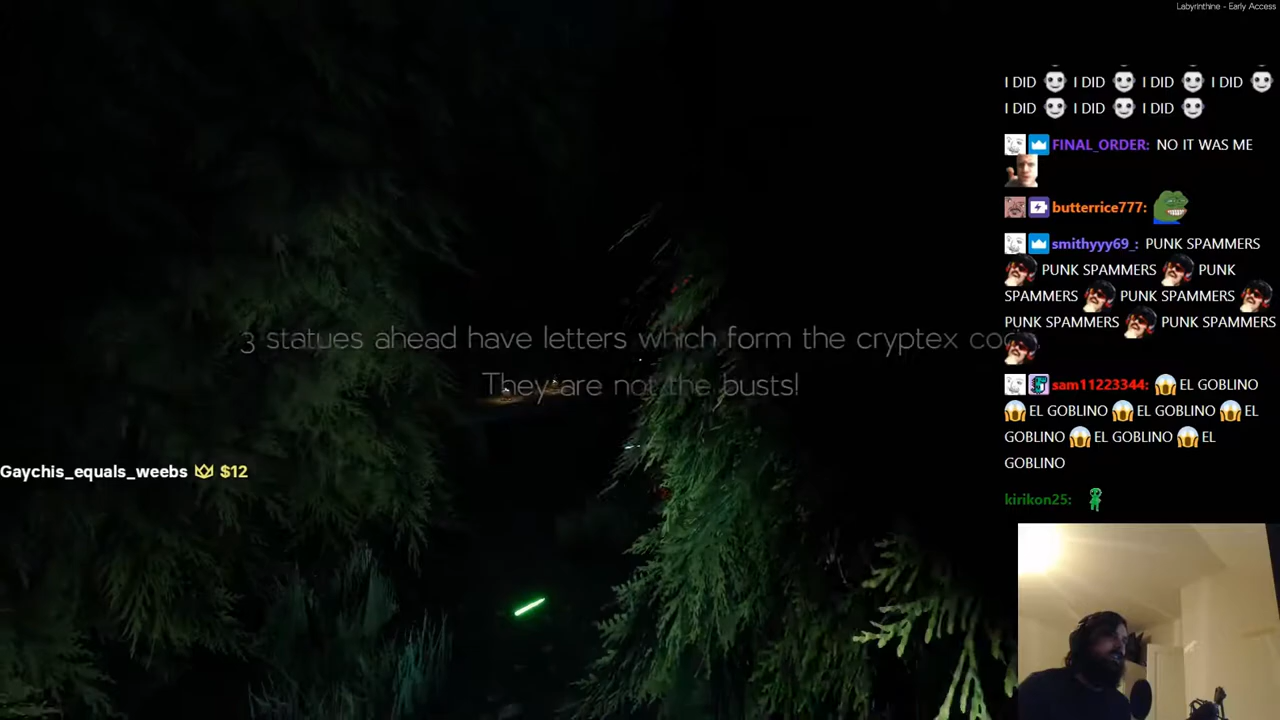 Labyrinthine - Early Access
I DID I DID I DID I DID
I DID I DID I DID
FINAL_ORDER: NO IT WAS ME
butterrice777:
smithyyy69_: PUNK SPAMMERS
PUNK SPAMMERS PUNK
SPAMMERS PUNK SPAMMERS
PUNK SPAMMERS PUNK SPAMMERS
3 statues ahead have letters which form the cryptex
They are not the busts!
sam11223344: EL GOBLINO
EL GOBLINO EL GOBLINO EL
GOBLINO EL GOBLINO EL
GOBLINO
Gaychis_equals_weebs $12
kirikon25: